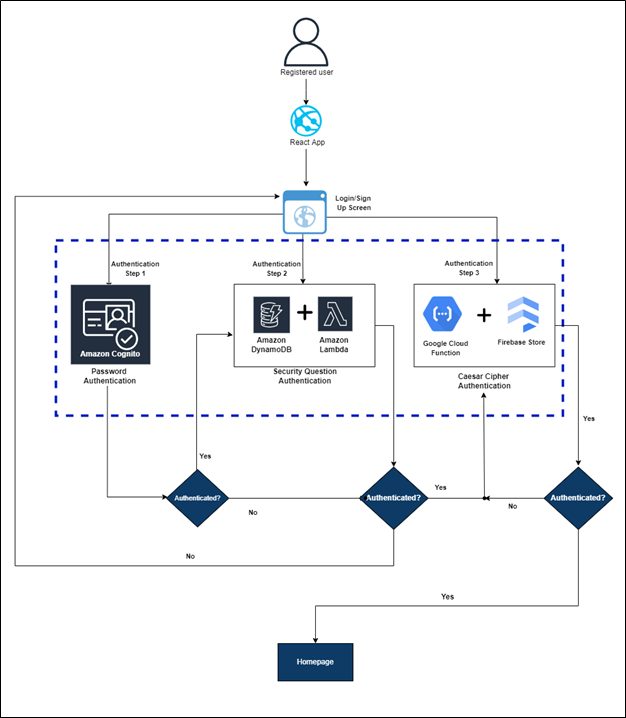 Registered user
React App
Login/Sign
Up Screen
Authentication
Step 1
Authentication
Step 2
Authentication
Step 3
Amazon Cognito
Amazon
DynamoDB
Amazon
Lambda
Google Cloud
Function
Firebase Store
Password
Authentication
Security Question
Authentication
Caesar Cipher
Authentication
Yes
Yes
Authenticated?
No
Authenticated?
Yes
No
Authenticated?
No
Yes
Homepage